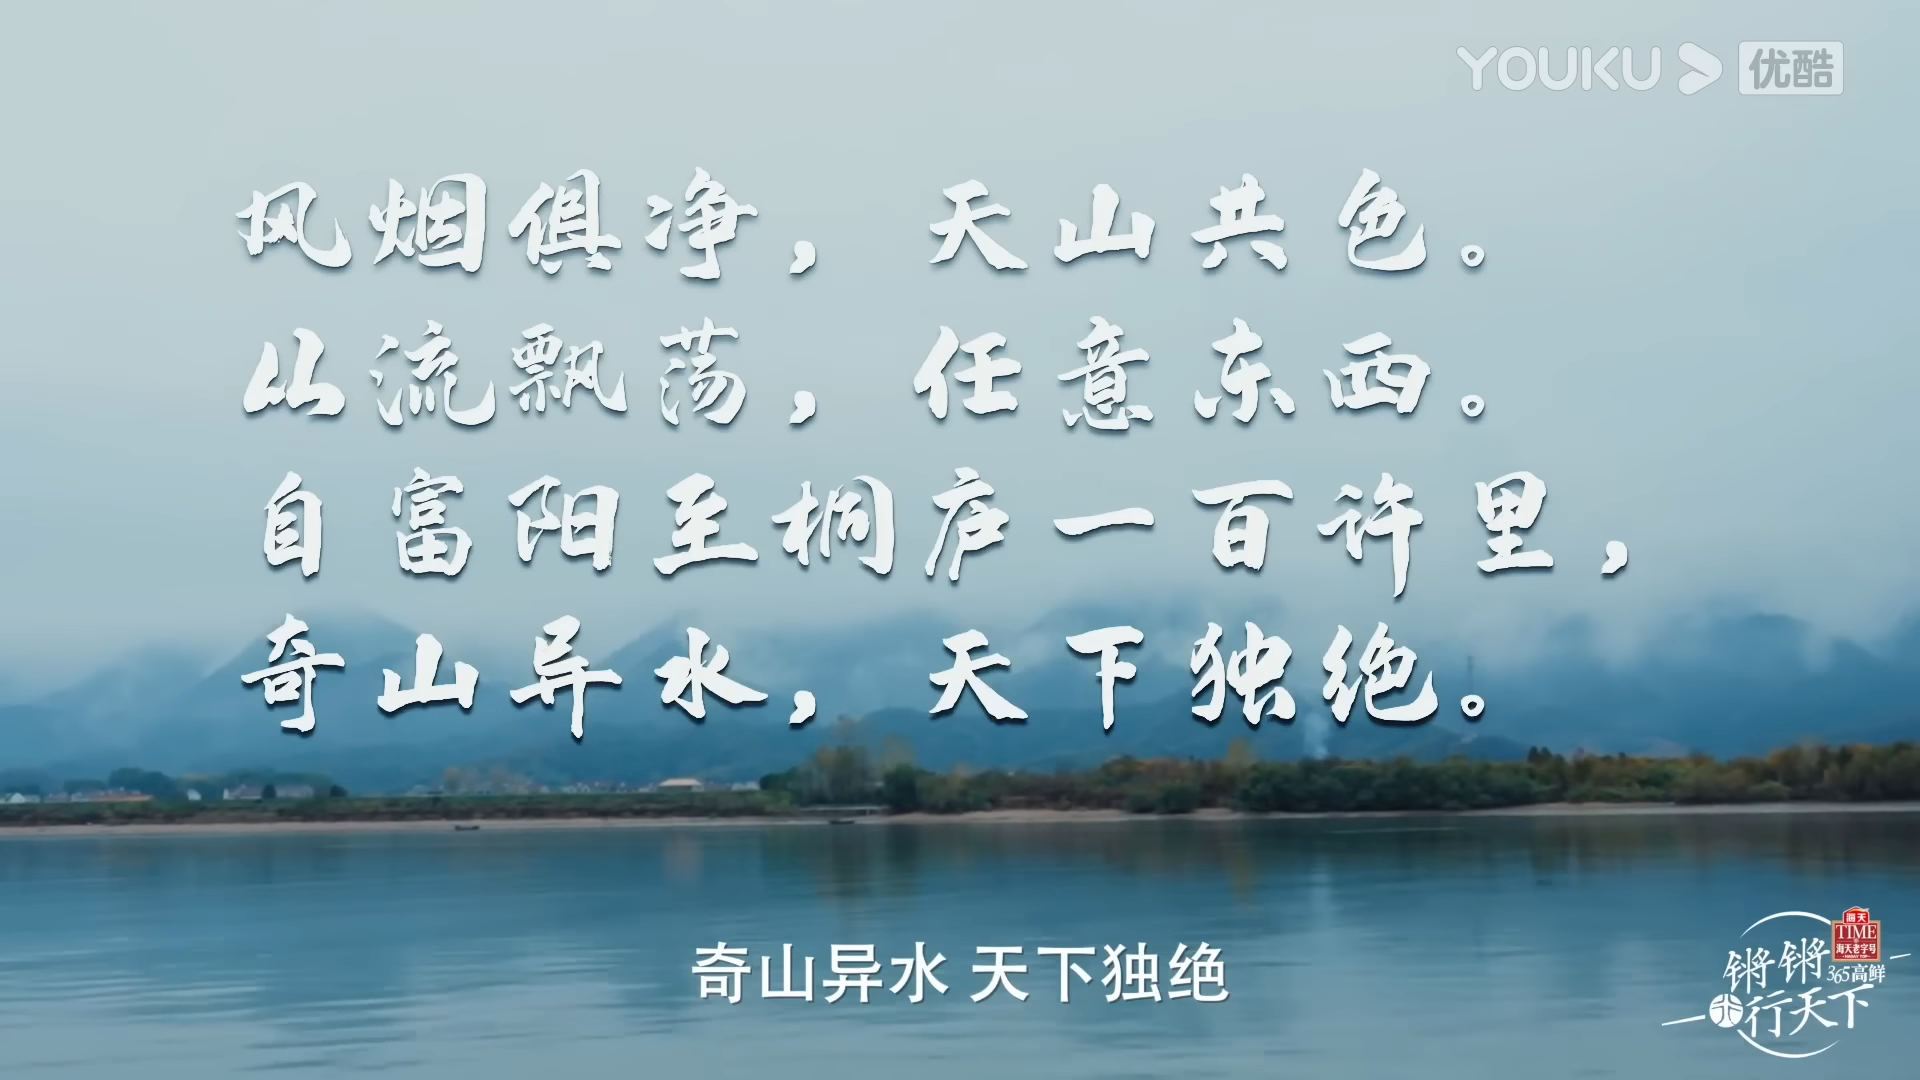 YOUKU 优酷
风烟俱净，天山共色。
从流飘荡，任意东西。
自富阳至桐庐一百许里，
奇山异水，天下独绝。
奇山异水 天下独绝
海天
TIME
海天老字号
锵锵
365高鲜
行天下